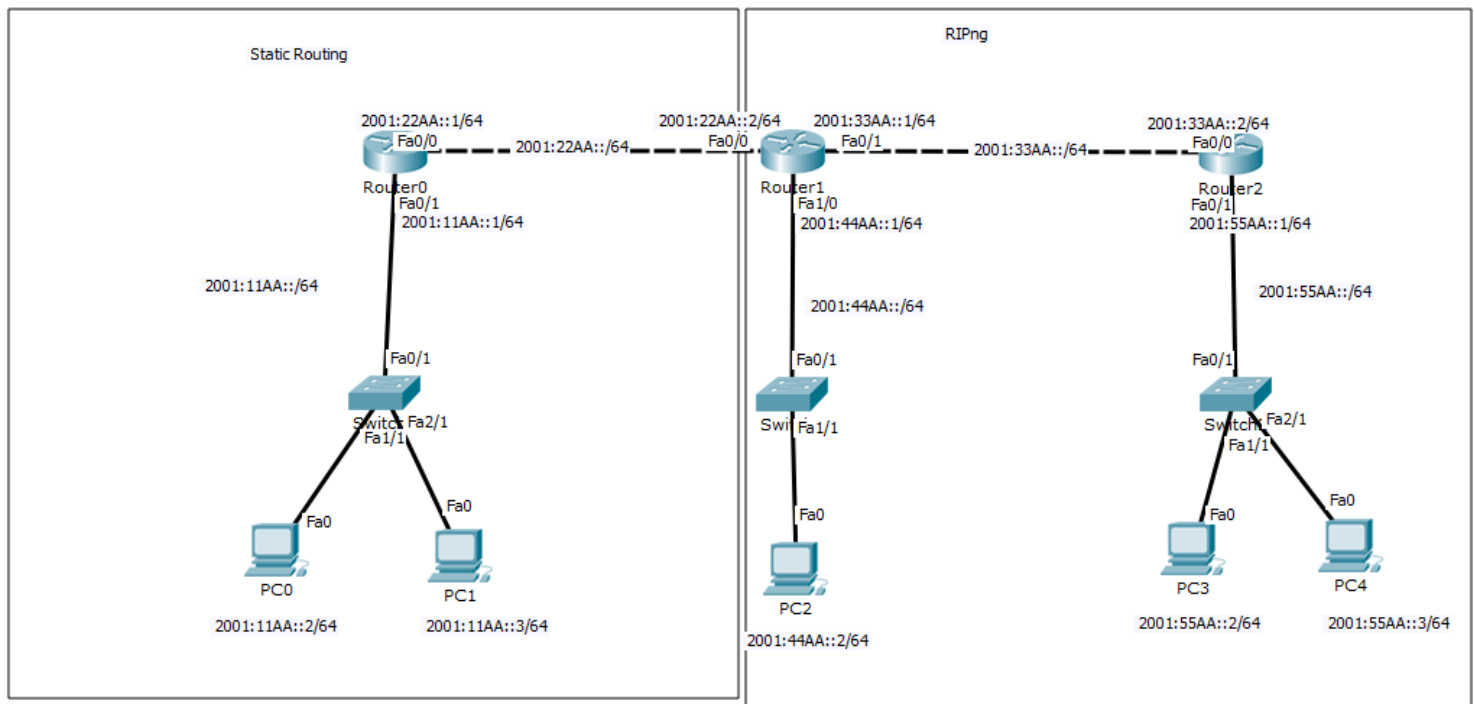 Static Routing
RIPng
2001:22AA::1/64
2001:22AA::2/64
2001:33AA::1/64
2001:33AA::2/64
Fa0/0
2001:22AA::/64
Fa0/0
Fa0/1
2001:33AA::/64
Fa0/0
Router0
Router1
Router2
Fa0/1
Fa1/0
Fa0/1
2001:11AA::1/64
2001:44AA::1/64
2001:55AA::1/64
2001:11AA::/64
2001:44AA::/64
2001:55AA::/64
Fa0/1
Fa0/1
Fa0/1
Fa2/1
Fa1/1
Fa1/1
Fa2/1
Fa1/1
Fa0
Fa0
Fa0
Fa0
Fa0
PC0
PC1
PC2
PC3
PC4
2001:11AA::2/64
2001:11AA::3/64
2001:44AA::2/64
2001:55AA::2/64
2001:55AA::3/64